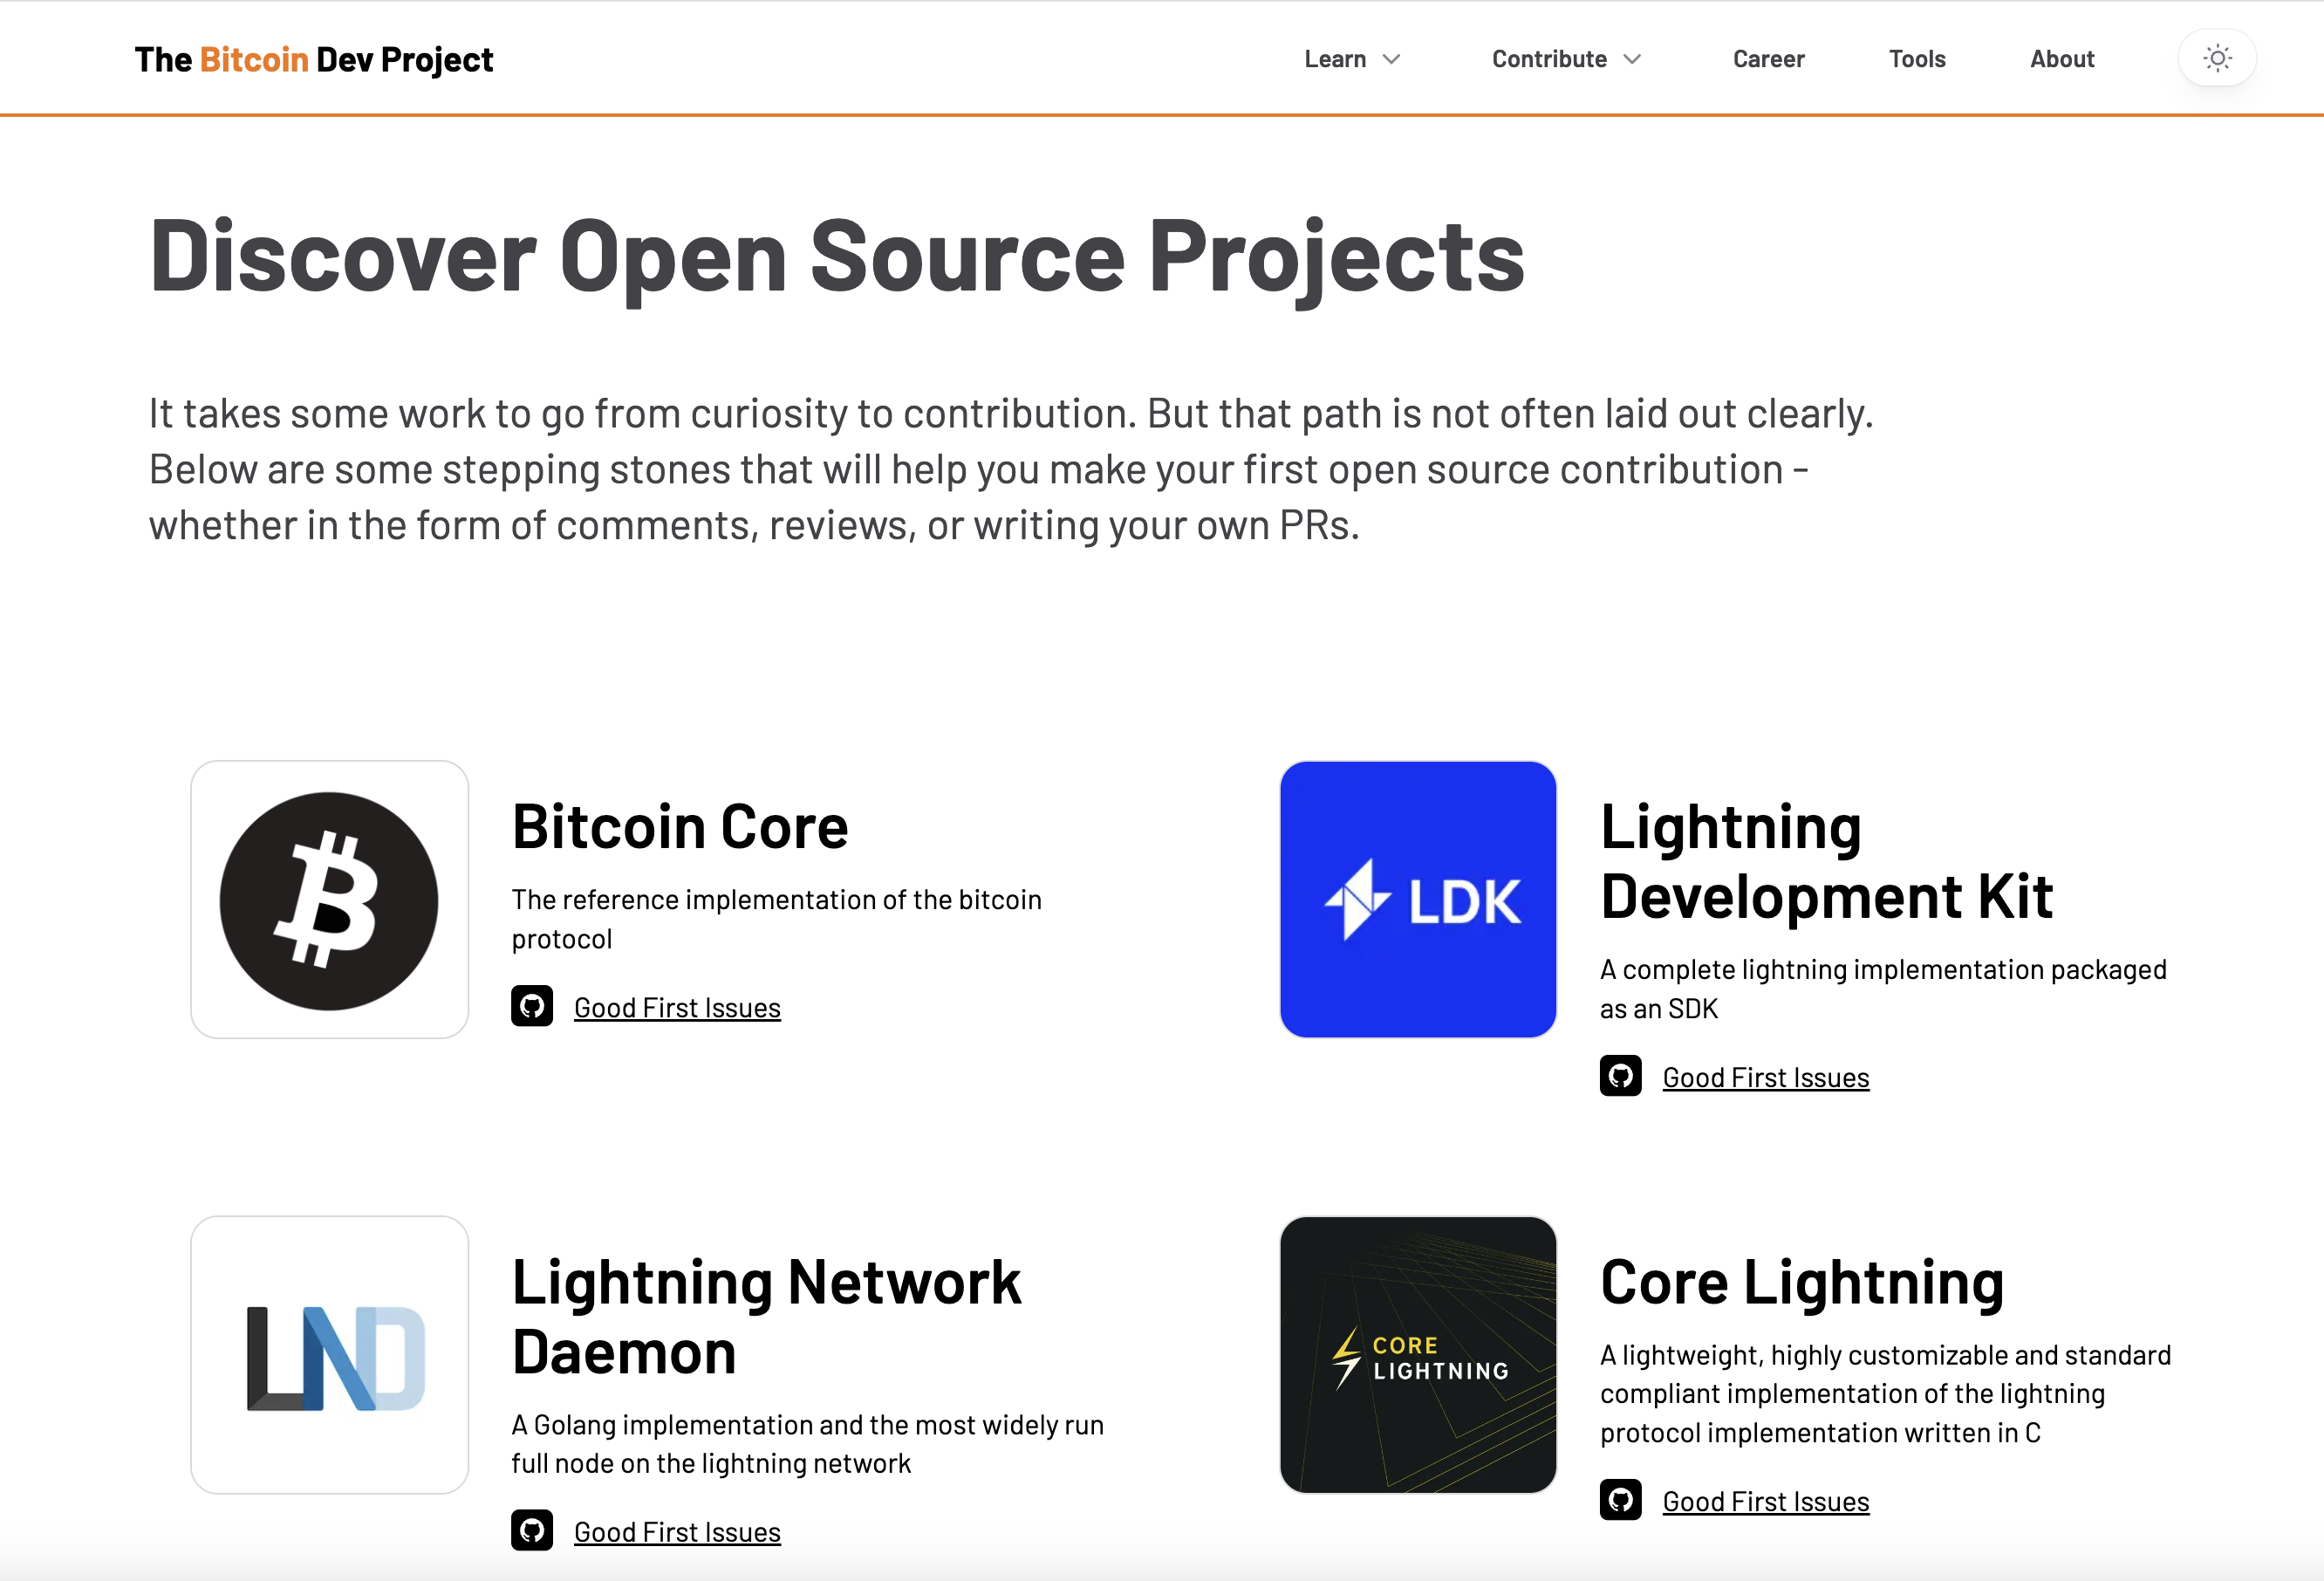 The Bitcoin Dev Project
Learn
Contribute
Career
Tools
About
Discover Open Source Projects
It takes some work to go from curiosity to contribution. But that path is not often laid out clearly.
Below are some stepping stones that will help you make your first open source contribution -
whether in the form of comments, reviews, or writing your own PRs.
Bitcoin Core
The reference implementation of the bitcoin
protocol
Good First Issues
LDK
Lightning
Development Kit
A complete lightning implementation packaged
as an SDK
Good First Issues
LND
Lightning Network
Daemon
A Golang implementation and the most widely run
full node on the lightning network
Good First Issues
CORE
LIGHTNING
Core Lightning
A lightweight, highly customizable and standard
compliant implementation of the lightning
protocol implementation written in C
Good First Issues